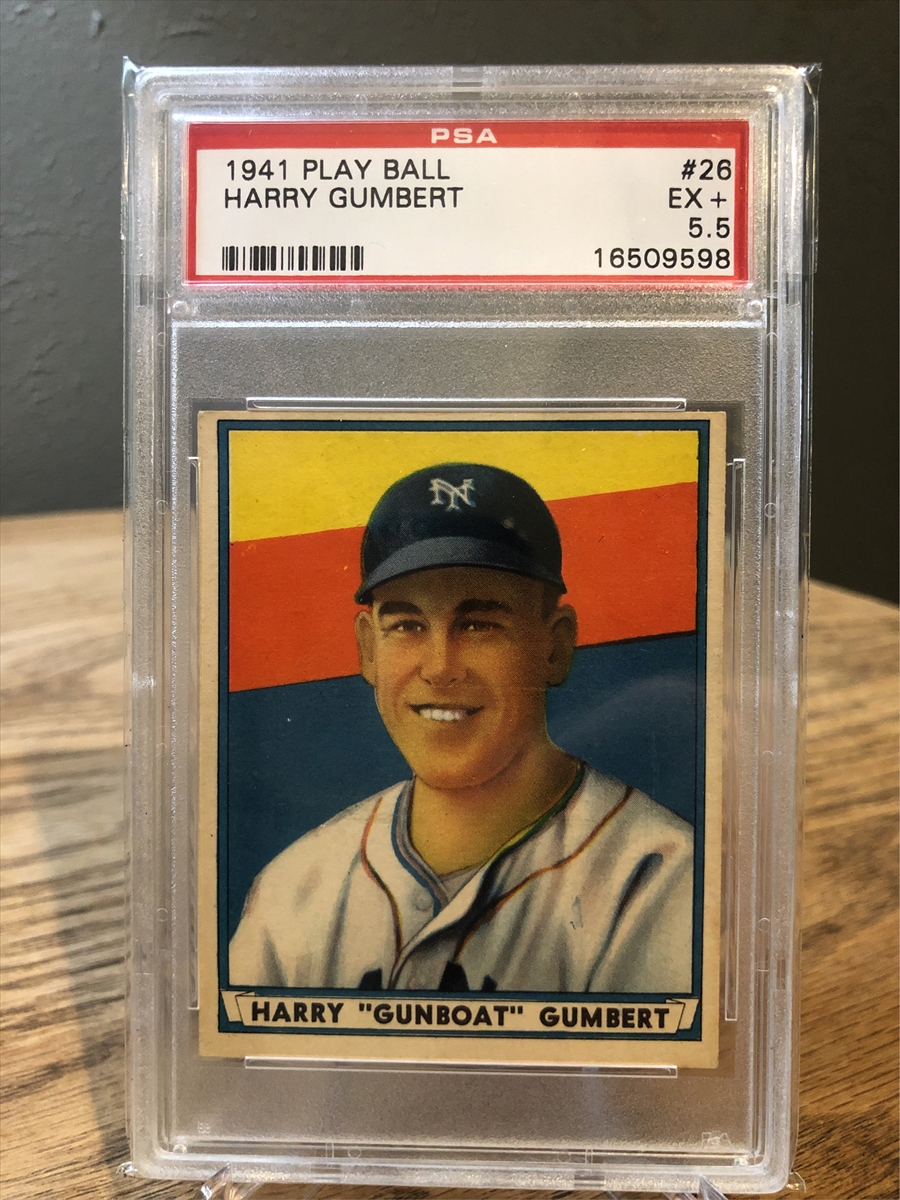 PSA
1941 PLAY BALL #26
HARRY GUMBERT EX +
5.5
16509598
NY
HARRY "GUNBOAT" GUMBERT